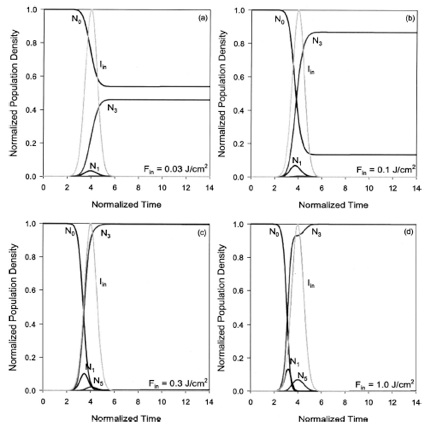 (a)
Normalized Population Density
1.0
0.8
0.6
0.4
0.2
0.0
N0
Iin
N3
N1
Fin = 0.03 J/cm2
0 2 4 6 8 10 12 14
Normalized Time
(b)
Normalized Population Density
1.0
0.8
0.6
0.4
0.2
0.0
N0
N3
Iin
N1
Fin = 0.1 J/cm2
0 2 4 6 8 10 12 14
Normalized Time
(c)
Normalized Population Density
1.0
0.8
0.6
0.4
0.2
0.0
N0
N3
Iin
N1
N5
Fin = 0.3 J/cm2
0 2 4 6 8 10 12 14
Normalized Time
(d)
Normalized Population Density
1.0
0.8
0.6
0.4
0.2
0.0
N0
N3
Iin
N1
N5
Fin = 1.0 J/cm2
0 2 4 6 8 10 12 14
Normalized Time